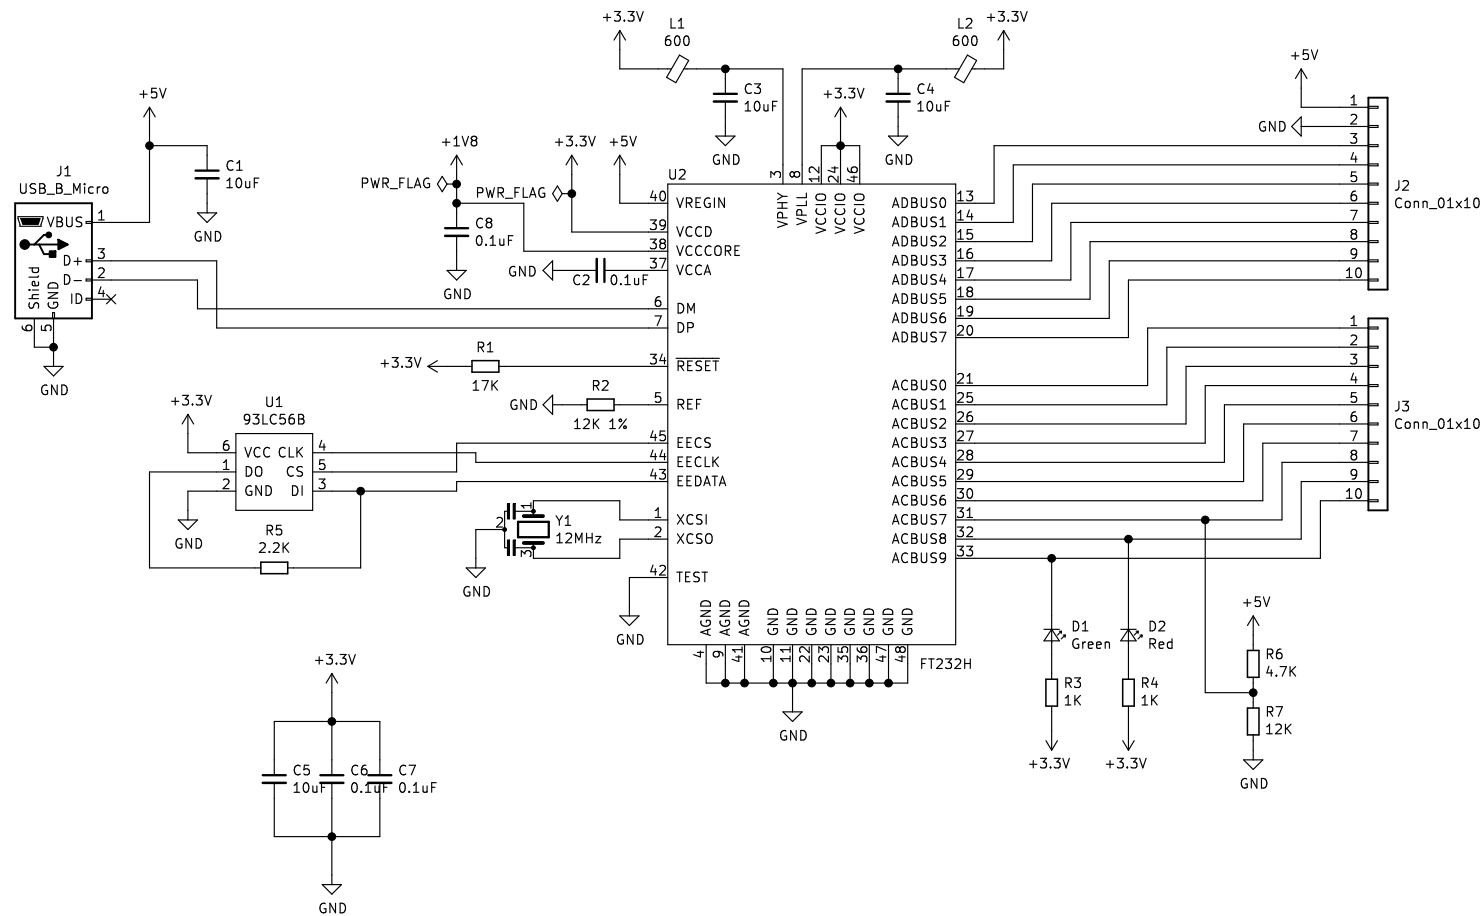 +3.3V
L1
600
C3
10uF
GND
L2
600
+3.3V
C4
10uF
GND
+3.3V
+5V
GND
1
2
3
4
5
6
7
8
9
10
J2
Conn_01x10
1
2
3
4
5
6
7
8
9
10
J3
Conn_01x10
+5V
C1
10uF
GND
J1
USB_B_Micro
VBUS 1
D+ 3
D- 2
ID 4
Shield
GND
6
5
GND
+1V8
PWR_FLAG
C8
0.1uF
GND
+3.3V
PWR_FLAG
+5V
GND
C2
0.1uF
U2
3
8
12
24
46
VPHY
VPLL
VCCIO
VCCIO
VCCIO
40 VREGIN
39 VCCD
38 VCCCORE
37 VCCA
6 DM
7 DP
34 RESET
5 REF
45 EECS
44 EECLK
43 EEDATA
1 XCSI
2 XCSO
42 TEST
ADBUS0 13
ADBUS1 14
ADBUS2 15
ADBUS3 16
ADBUS4 17
ADBUS5 18
ADBUS6 19
ADBUS7 20
ACBUS0 21
ACBUS1 25
ACBUS2 26
ACBUS3 27
ACBUS4 28
ACBUS5 29
ACBUS6 30
ACBUS7 31
ACBUS8 32
ACBUS9 33
AGND
AGND
AGND
GND
GND
GND
GND
GND
GND
GND
GND
4
9
41
10
11
22
23
35
36
47
48
FT232H
GND
+3.3V
R1
17K
GND
R2
12K 1%
+3.3V
U1
93LC56B
6 VCC CLK 4
1 DO CS 5
2 GND DI 3
GND
R5
2.2K
1
2
3
Y1
12MHz
GND
GND
D1
Green
R3
1K
+3.3V
D2
Red
R4
1K
+3.3V
+5V
R6
4.7K
R7
12K
GND
+3.3V
C5
10uF
C6
0.1uF
C7
0.1uF
GND